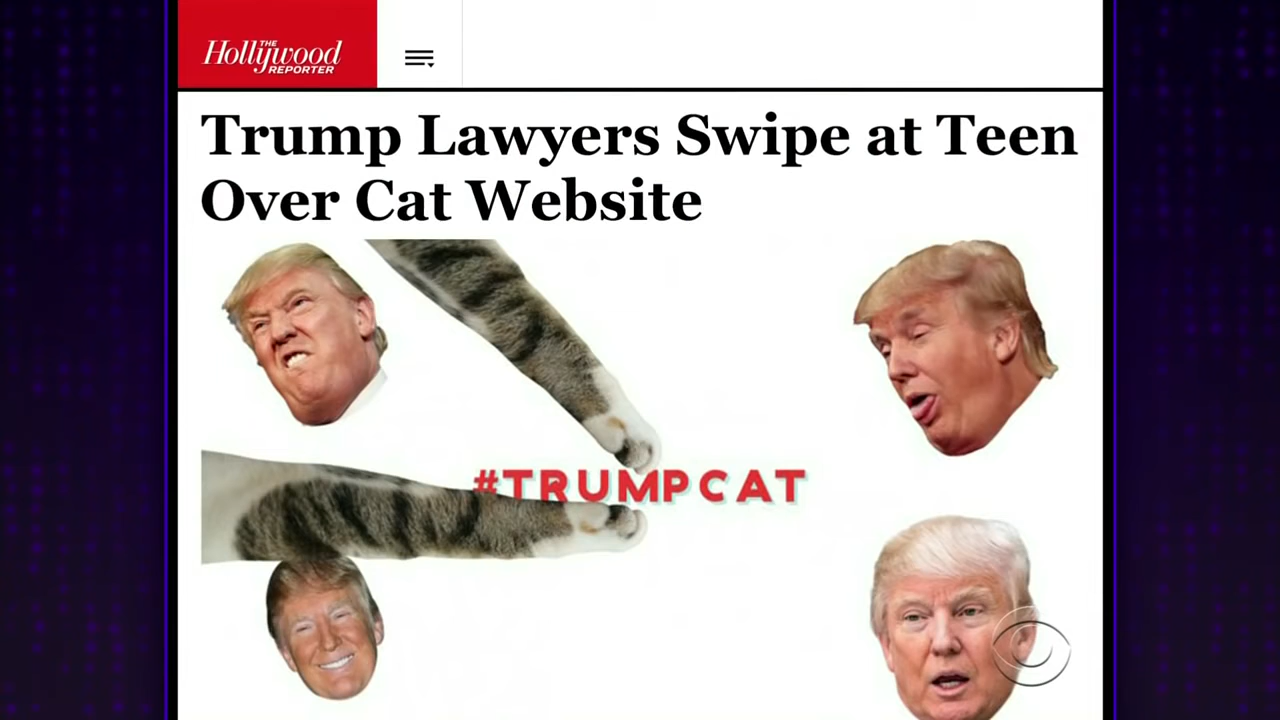 THE
Hollywood
REPORTER
Trump Lawyers Swipe at Teen
Over Cat Website
#TRUMPCAT